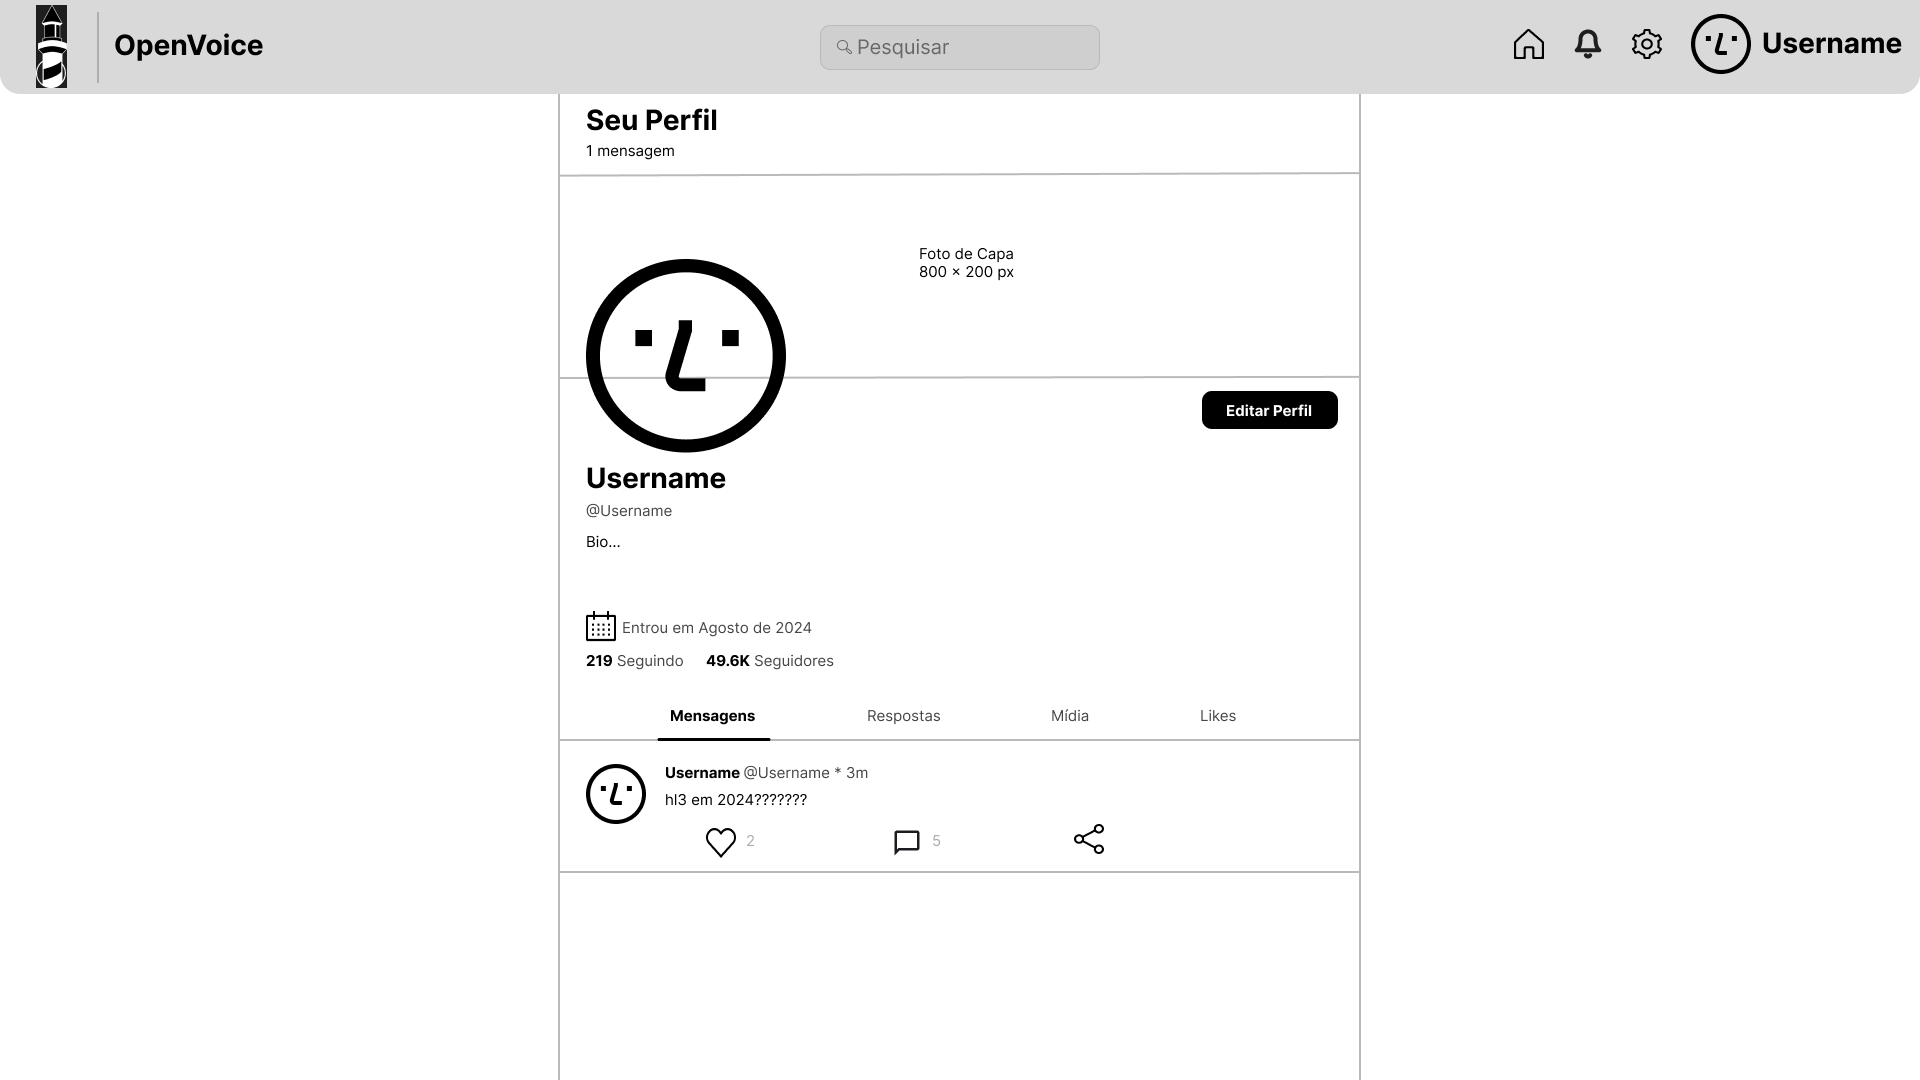 OpenVoice
Pesquisar
Username
Seu Perfil
1 mensagem
Foto de Capa
800 × 200 px
Editar Perfil
Username
@Username
Bio...
Entrou em Agosto de 2024
219 Seguindo 49.6K Seguidores
Mensagens Respostas Mídia Likes
Username @Username * 3m
hl3 em 2024???????
2 5